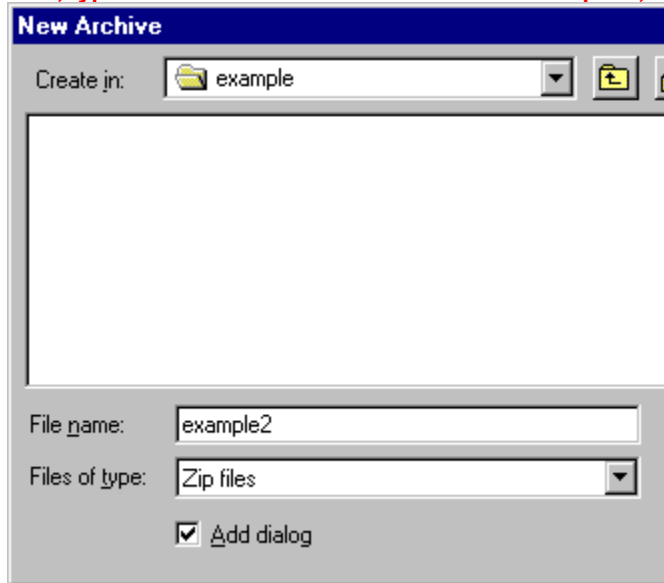 New Archive
Create in: example
File name: example2
Files of type: Zip files
Add dialog